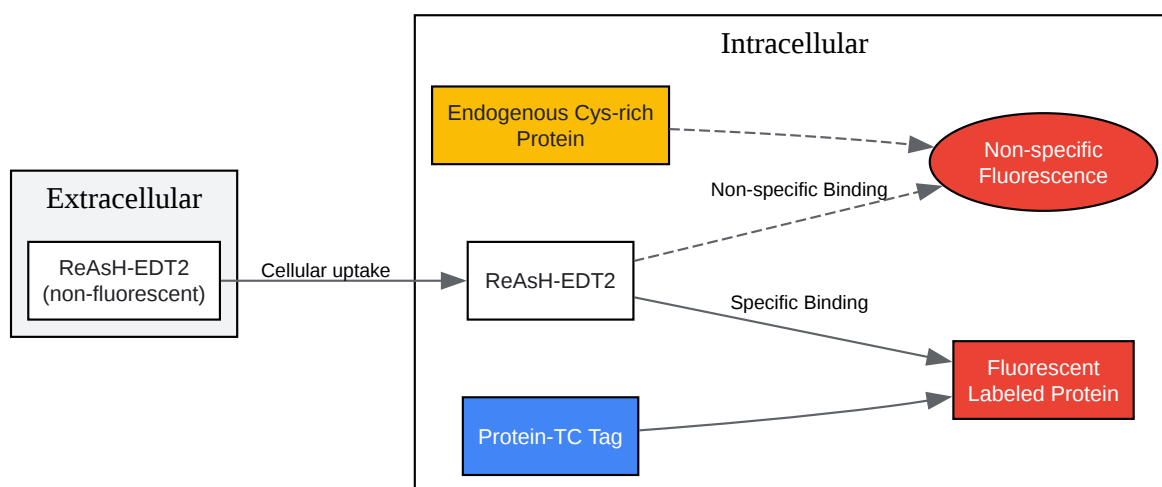 Intracellular
Endogenous Cys-rich
Protein
Non-specific
Fluorescence
Non-specific Binding
Extracellular
ReAsH-EDT2
(non-fluorescent)
Cellular uptake
ReAsH-EDT2
Specific Binding
Fluorescent
Labeled Protein
Protein-TC Tag